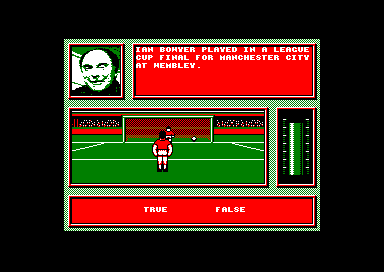 IAN BOWYER PLAYED IN A LEAGUE
CUP FINAL FOR MANCHESTER CITY
AT WEMBLEY.
TRUE FALSE